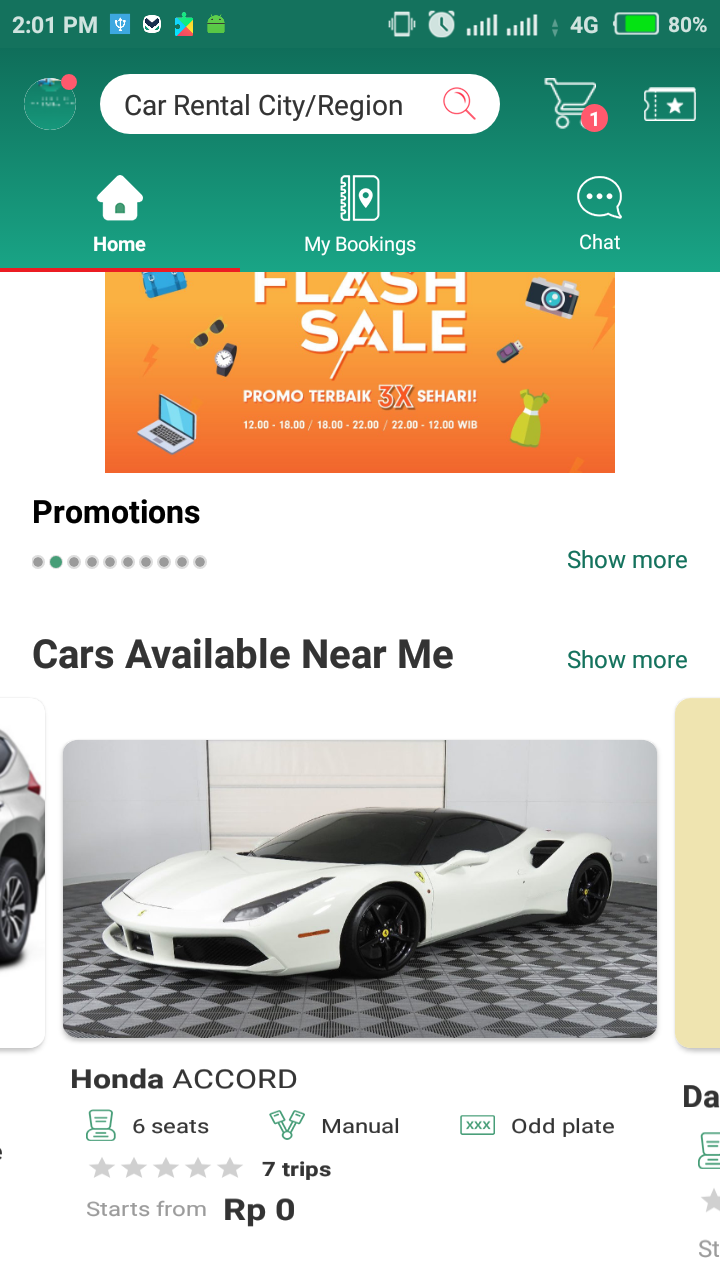 2:01 PM
4G
80%
Car Rental City/Region
1
Home
My Bookings
Chat
FLASH
SALE
PROMO TERBAIK 3X SEHARI!
12.00 - 18.00 / 18.00 - 22.00 / 22.00 - 12.00 WIB
Promotions
Show more
Cars Available Near Me
Show more
Honda ACCORD
Da
6 seats
Manual
XXX
Odd plate
e
7 trips
Starts from Rp 0
St